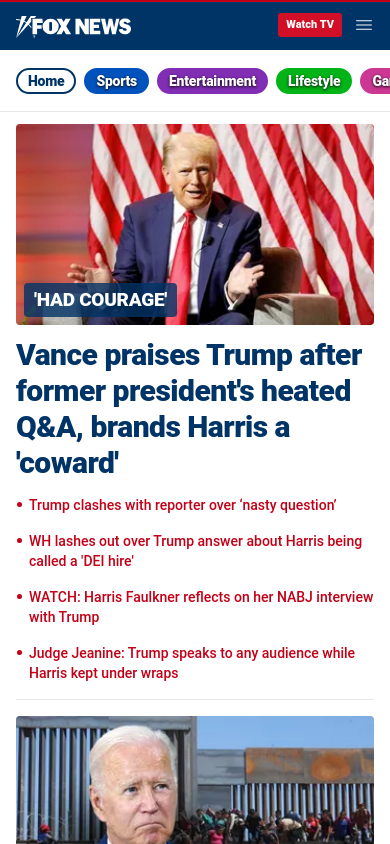 FOX NEWS
Watch TV
Home
Sports
Entertainment
Lifestyle
'HAD COURAGE'
Vance praises Trump after
former president's heated
Q&A, brands Harris a
'coward'
Trump clashes with reporter over ‘nasty question’
WH lashes out over Trump answer about Harris being
called a 'DEI hire'
WATCH: Harris Faulkner reflects on her NABJ interview
with Trump
Judge Jeanine: Trump speaks to any audience while
Harris kept under wraps